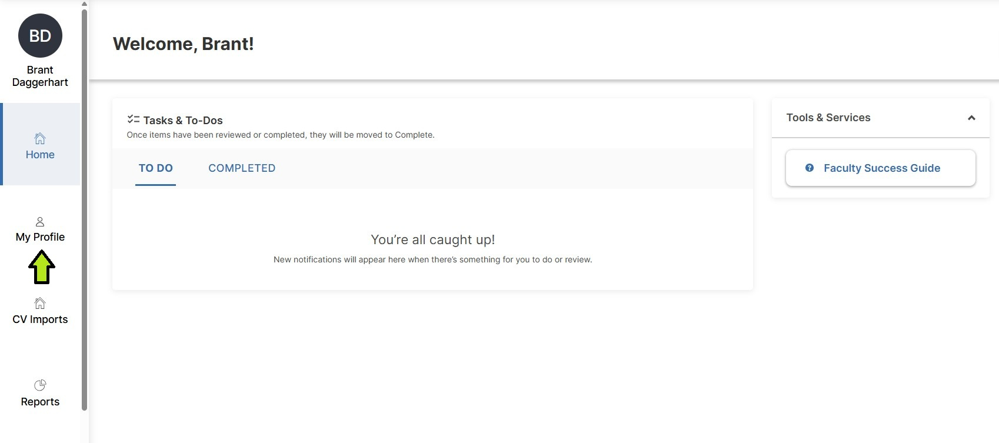 BD
Brant
Daggerhart
Home
My Profile
CV Imports
Reports
Welcome, Brant!
Tasks & To-Dos
Once items have been reviewed or completed, they will be moved to Complete.
TO DO COMPLETED
You’re all caught up!
New notifications will appear here when there’s something for you to do or review.
Tools & Services
Faculty Success Guide